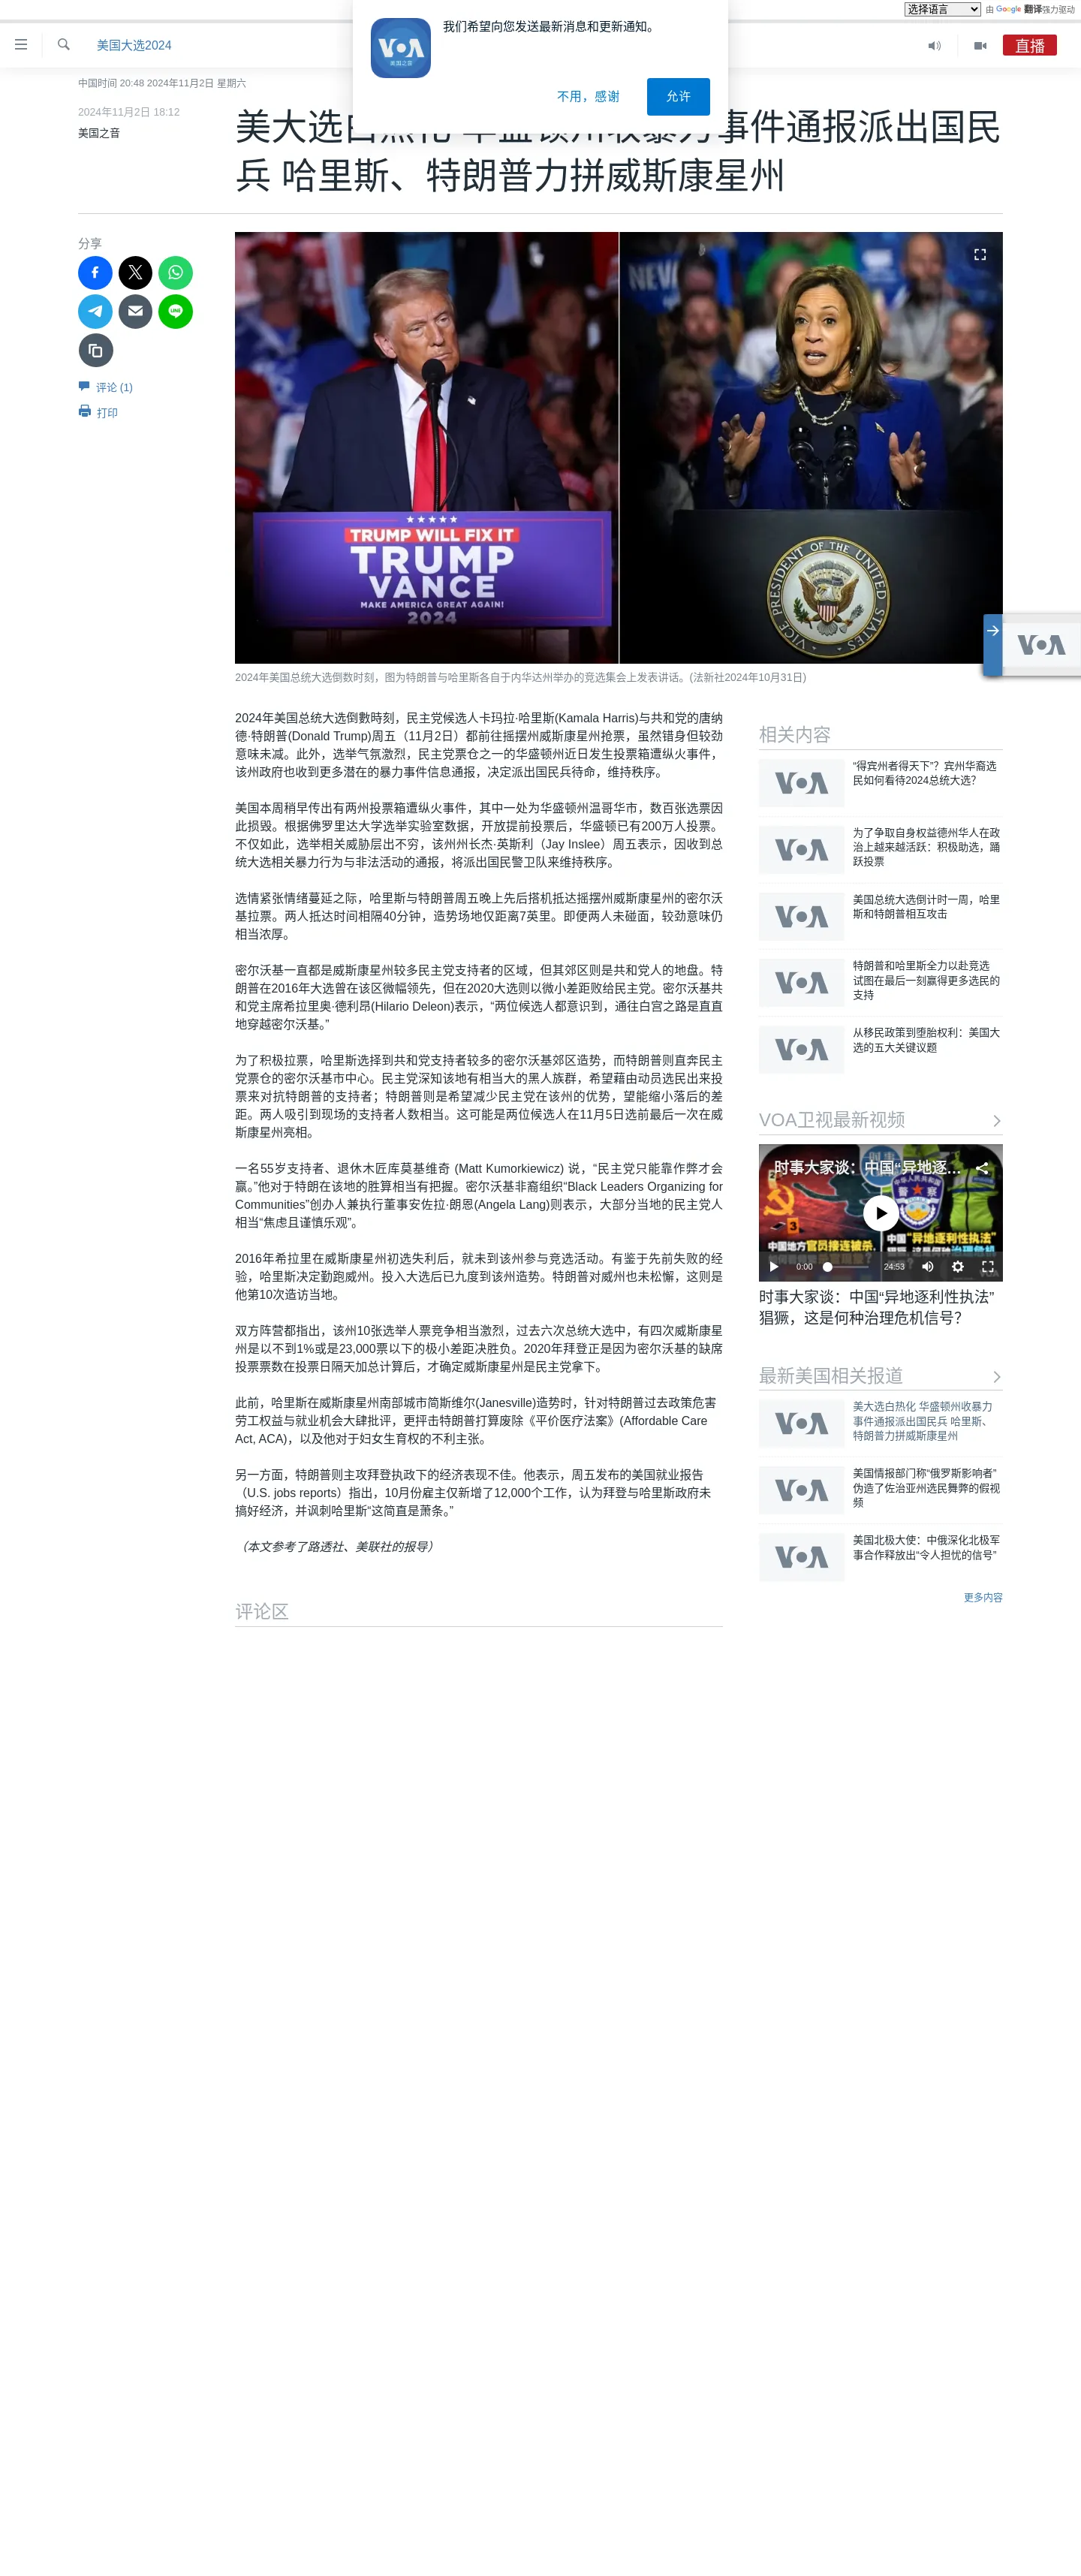 选择语言 由 Google 翻译强力驱动
我们希望向您发送最新消息和更新通知。
VOA
美国之音
不用，感谢 允许
美国大选2024
直播
中国时间 20:48 2024年11月2日 星期六
2024年11月2日 18:12
美国之音
事件通报派出国民
兵 哈里斯、特朗普力拼威斯康星州
分享
评论 (1)
打印
NEV
TRUMP WILL FIX IT
TRUMP
VANCE
MAKE AMERICA GREAT AGAIN!
2024
VICE PRESIDENT UNITED STATES
VOA
2024年美国总统大选倒数时刻，图为特朗普与哈里斯各自于内华达州举办的竞选集会上发表讲话。(法新社2024年10月31日)
2024年美国总统大选倒數時刻，民主党候选人卡玛拉·哈里斯(Kamala Harris)与共和党的唐纳
德·特朗普(Donald Trump)周五（11月2日）都前往摇摆州威斯康星州抢票，虽然错身但较劲
意味未减。此外，选举气氛激烈，民主党票仓之一的华盛顿州近日发生投票箱遭纵火事件，
该州政府也收到更多潜在的暴力事件信息通报，决定派出国民兵待命，维持秩序。
美国本周稍早传出有两州投票箱遭纵火事件，其中一处为华盛顿州温哥华市，数百张选票因
此损毁。根据佛罗里达大学选举实验室数据，开放提前投票后，华盛顿已有200万人投票。
不仅如此，选举相关威胁层出不穷，该州州长杰·英斯利（Jay Inslee）周五表示，因收到总
统大选相关暴力行为与非法活动的通报，将派出国民警卫队来维持秩序。
选情紧张情绪蔓延之际，哈里斯与特朗普周五晚上先后搭机抵达摇摆州威斯康星州的密尔沃
基拉票。两人抵达时间相隔40分钟，造势场地仅距离7英里。即便两人未碰面，较劲意味仍
相当浓厚。
密尔沃基一直都是威斯康星州较多民主党支持者的区域，但其郊区则是共和党人的地盘。特
朗普在2016年大选曾在该区微幅领先，但在2020大选则以微小差距败给民主党。密尔沃基共
和党主席希拉里奥·德利昂(Hilario Deleon)表示，“两位候选人都意识到，通往白宫之路是直直
地穿越密尔沃基。”
为了积极拉票，哈里斯选择到共和党支持者较多的密尔沃基郊区造势，而特朗普则直奔民主
党票仓的密尔沃基市中心。民主党深知该地有相当大的黑人族群，希望藉由动员选民出来投
票来对抗特朗普的支持者；特朗普则是希望减少民主党在该州的优势，望能缩小落后的差
距。两人吸引到现场的支持者人数相当。这可能是两位候选人在11月5日选前最后一次在威
斯康星州亮相。
一名55岁支持者、退休木匠库莫基维奇 (Matt Kumorkiewicz) 说，“民主党只能靠作弊才会
赢。”他对于特朗在该地的胜算相当有把握。密尔沃基非裔组织“Black Leaders Organizing for
Communities”创办人兼执行董事安佐拉·朗恩(Angela Lang)则表示，大部分当地的民主党人
相当“焦虑且谨慎乐观”。
2016年希拉里在威斯康星州初选失利后，就未到该州参与竞选活动。有鉴于先前失败的经
验，哈里斯决定勤跑威州。投入大选后已九度到该州造势。特朗普对威州也未松懈，这则是
他第10次造访当地。
双方阵营都指出，该州10张选举人票竞争相当激烈，过去六次总统大选中，有四次威斯康星
州是以不到1%或是23,000票以下的极小差距决胜负。2020年拜登正是因为密尔沃基的缺席
投票票数在投票日隔天加总计算后，才确定威斯康星州是民主党拿下。
此前，哈里斯在威斯康星州南部城市简斯维尔(Janesville)造势时，针对特朗普过去政策危害
劳工权益与就业机会大肆批评，更抨击特朗普打算废除《平价医疗法案》(Affordable Care
Act, ACA)，以及他对于妇女生育权的不利主张。
另一方面，特朗普则主攻拜登执政下的经济表现不佳。他表示，周五发布的美国就业报告
（U.S. jobs reports）指出，10月份雇主仅新增了12,000个工作，认为拜登与哈里斯政府未
搞好经济，并讽刺哈里斯“这简直是萧条。”
（本文参考了路透社、美联社的报导）
评论区
相关内容
VOA
“得宾州者得天下”？宾州华裔选
民如何看待2024总统大选？
VOA
为了争取自身权益德州华人在政
治上越来越活跃：积极助选，踊
跃投票
VOA
美国总统大选倒计时一周，哈里
斯和特朗普相互攻击
VOA
特朗普和哈里斯全力以赴竞选
试图在最后一刻赢得更多选民的
支持
VOA
从移民政策到堕胎权利：美国大
选的五大关键议题
VOA卫视最新视频
时事大家谈：中国“异地逐...
中国地方官员接连被杀，
中国“异地逐利性执法”
0:00 24:53
时事大家谈：中国“异地逐利性执法”
猖獗，这是何种治理危机信号？
最新美国相关报道
VOA
美大选白热化 华盛顿州收暴力
事件通报派出国民兵 哈里斯、
特朗普力拼威斯康星州
VOA
美国情报部门称“俄罗斯影响者”
伪造了佐治亚州选民舞弊的假视
频
VOA
美国北极大使：中俄深化北极军
事合作释放出“令人担忧的信号”
更多内容